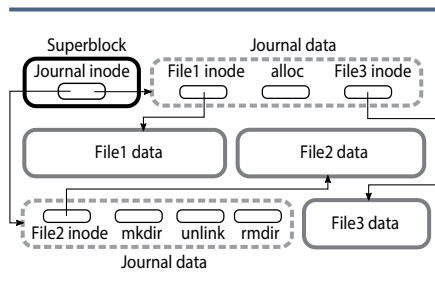 Superblock
Journal data
Journal inode
File1 inode alloc File3 inode
File1 data
File2 data
File2 inode mkdir unlink rmdir
File3 data
Journal data